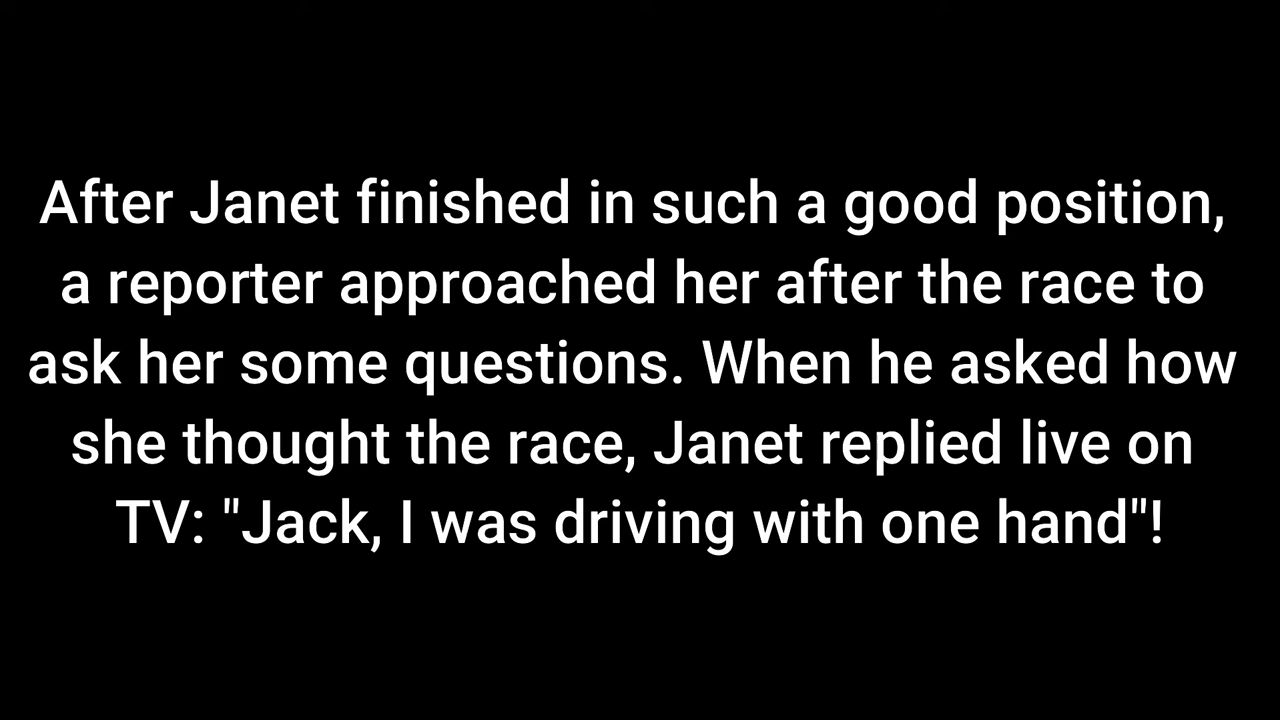 After Janet finished in such a good position,
a reporter approached her after the race to
ask her some questions. When he asked how
she thought the race, Janet replied live on
TV: "Jack, I was driving with one hand"!